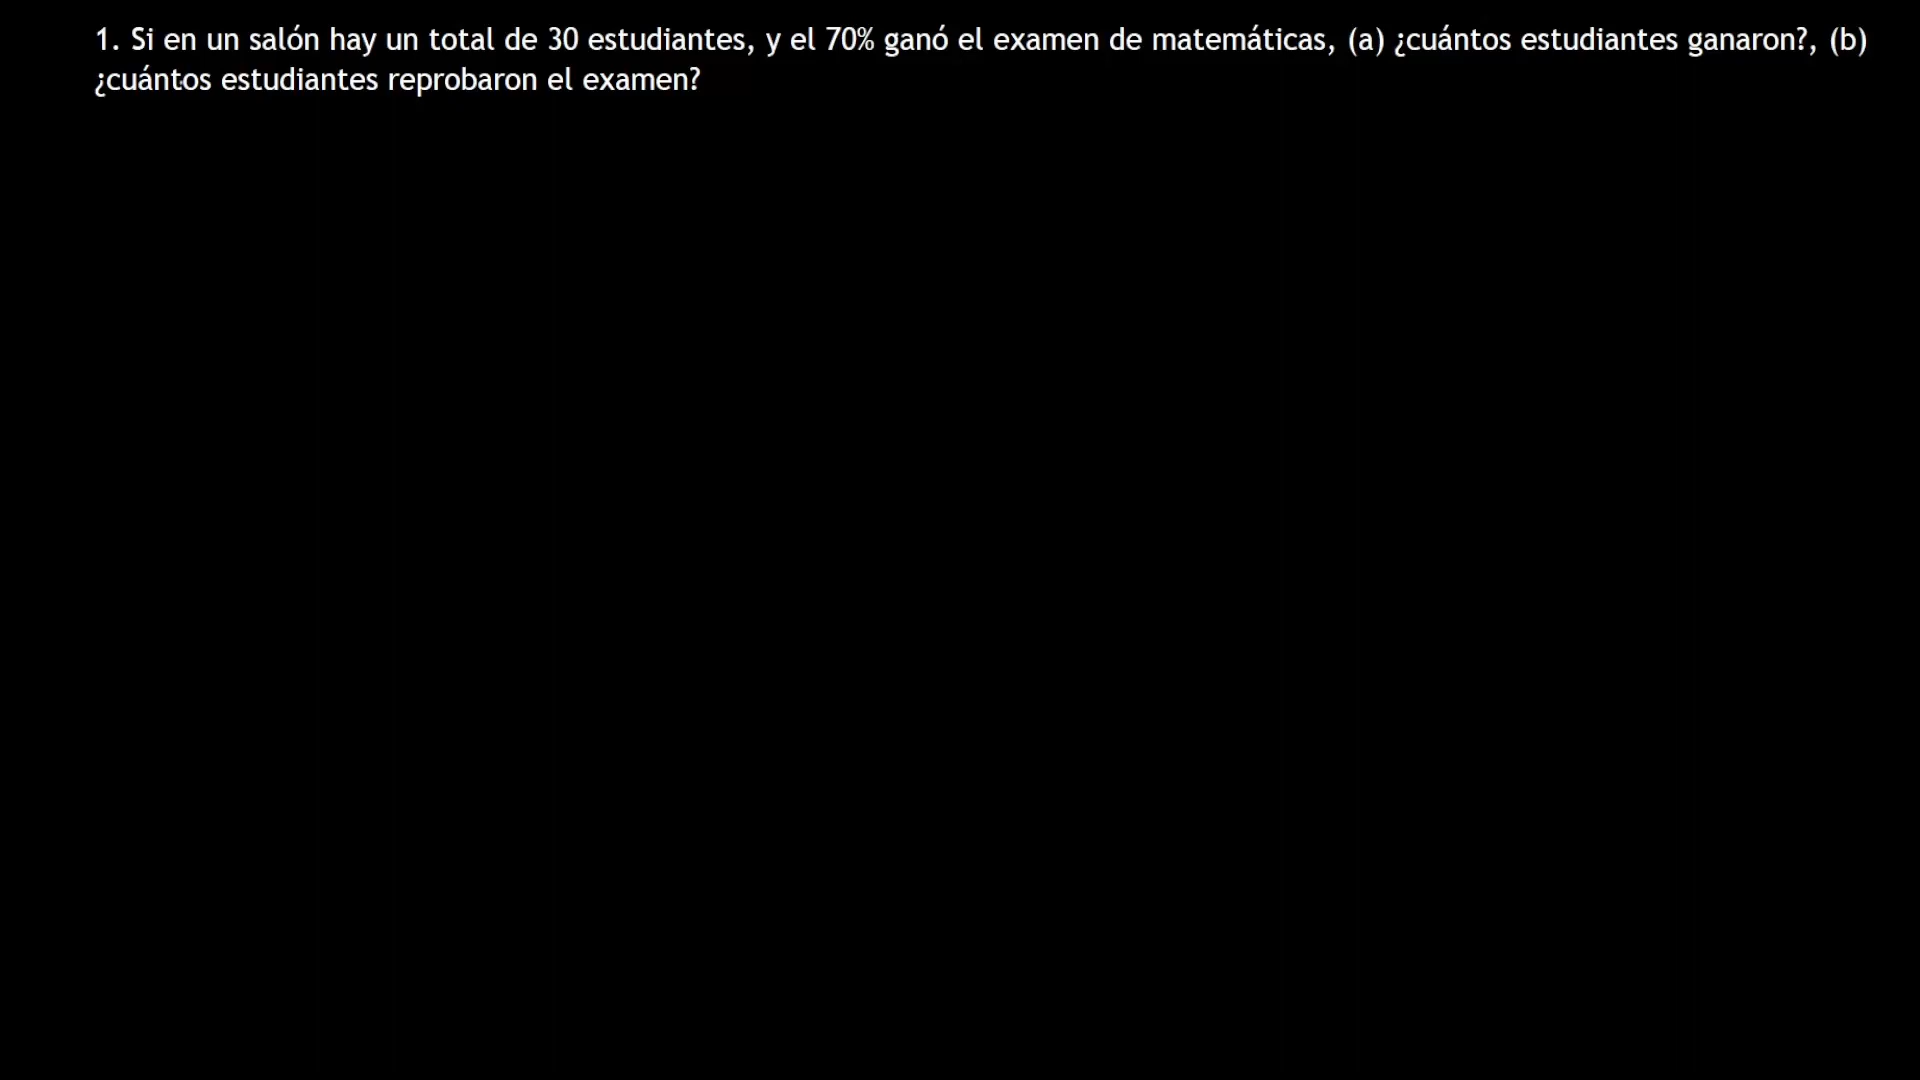 1. Si en un salón hay un total de 30 estudiantes, y el 70% ganó el examen de matemáticas, (a) ¿cuántos estudiantes ganaron?, (b)
¿cuántos estudiantes reprobaron el examen?